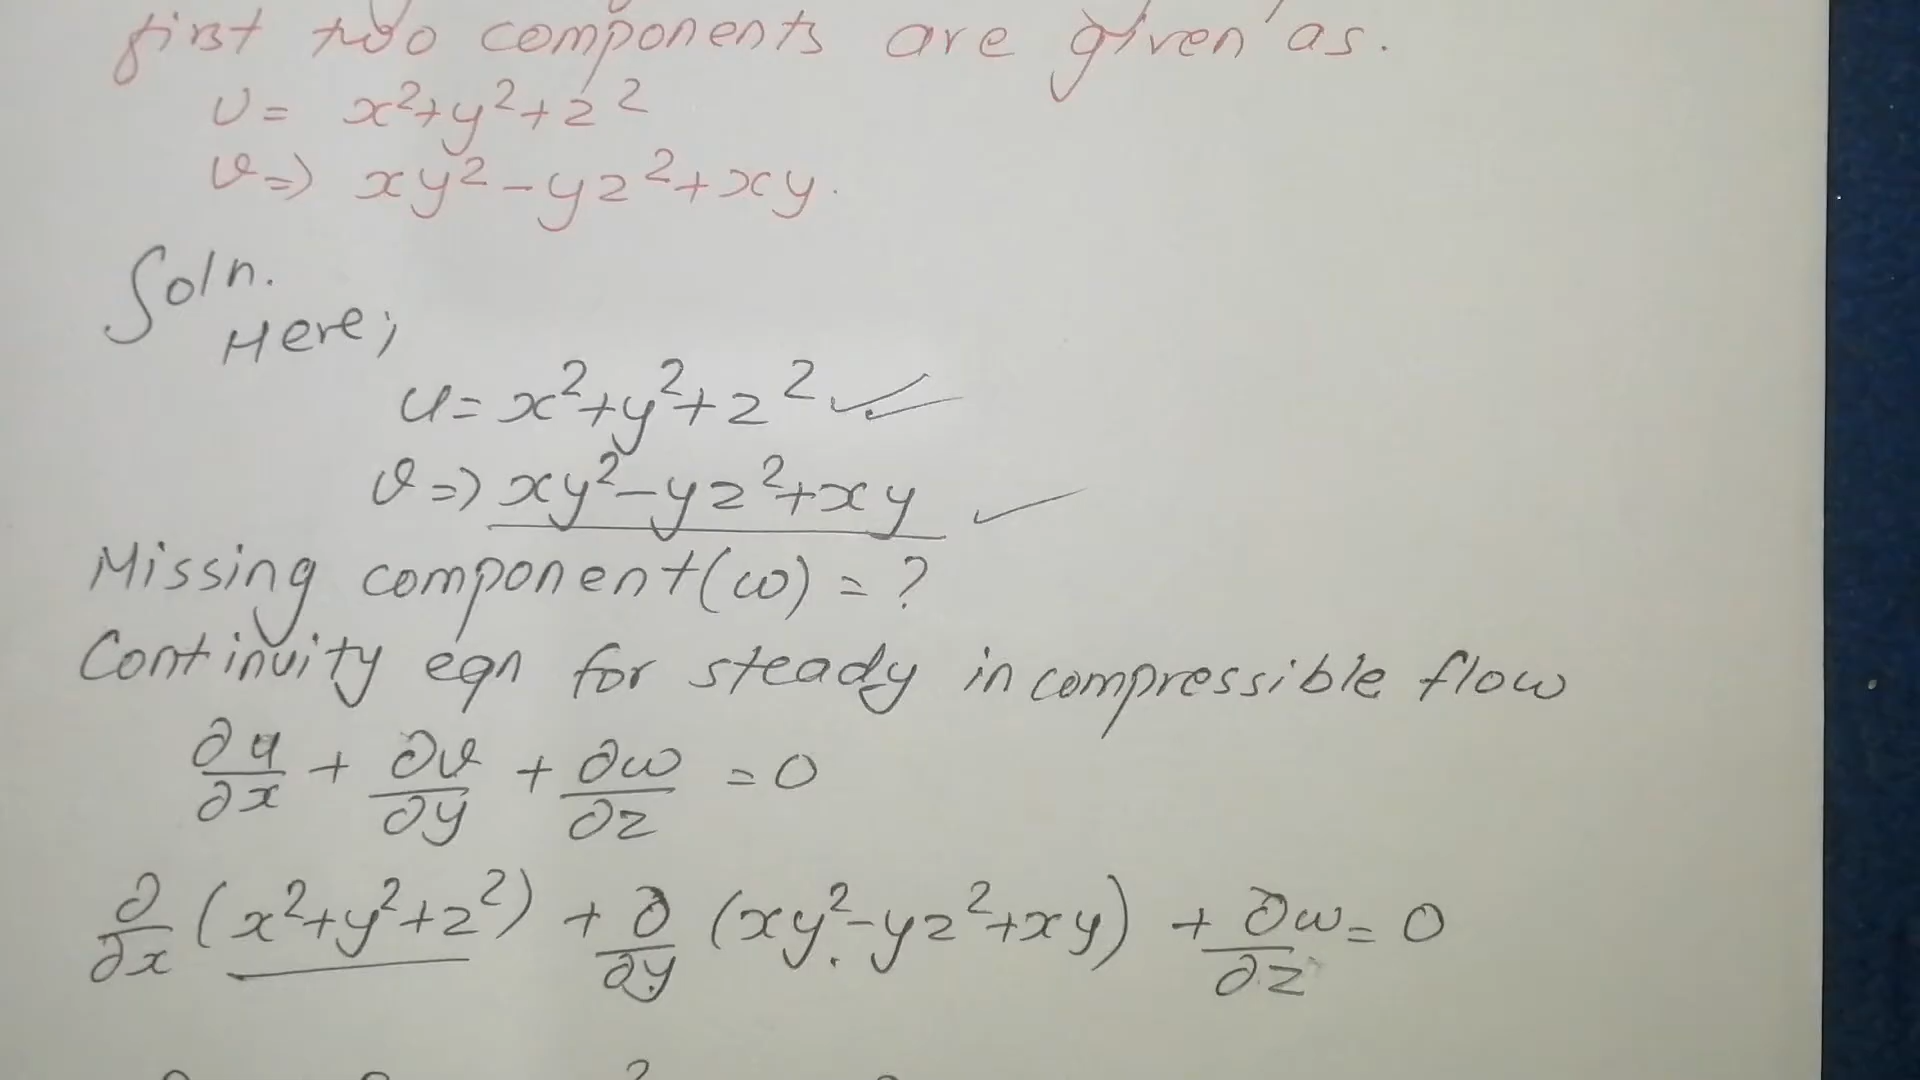 first two components are given as.
U = x²+y²+z²
v => xy²-yz²+xy.
Soln.
Here;
u = x²+y²+z²
v => xy²-yz²+xy
Missing component(w) = ?
Continuity eqn for steady incompressible flow
∂u/∂x + ∂v/∂y + ∂w/∂z = 0
∂/∂x (x²+y²+z²) + ∂/∂y (xy²-yz²+xy) + ∂w/∂z = 0